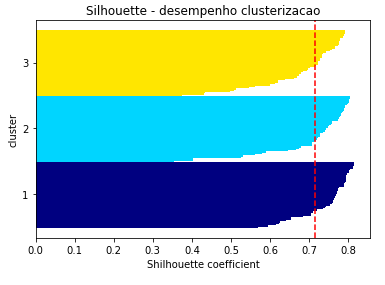 Silhouette - desempenho clusterizacao
cluster
3
2
1
0.0 0.1 0.2 0.3 0.4 0.5 0.6 0.7 0.8
Shilhouette coefficient